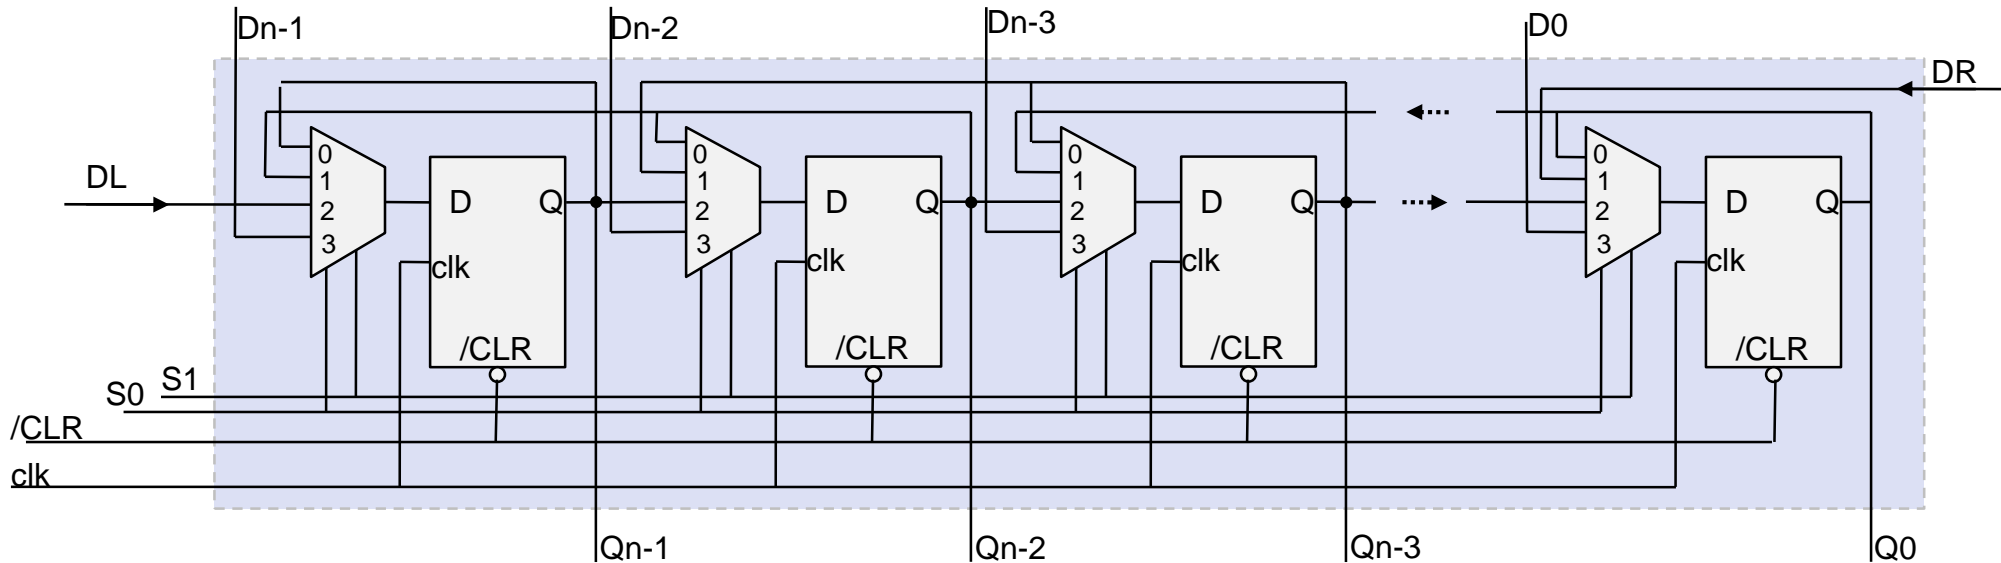 Dn-1
Dn-2
Dn-3
D0
DR
DL
0
1
2
3
D
Q
clk
/CLR
0
1
2
3
D
Q
clk
/CLR
0
1
2
3
D
Q
clk
/CLR
0
1
2
3
D
Q
clk
/CLR
S1
S0
/CLR
clk
Qn-1
Qn-2
Qn-3
Q0